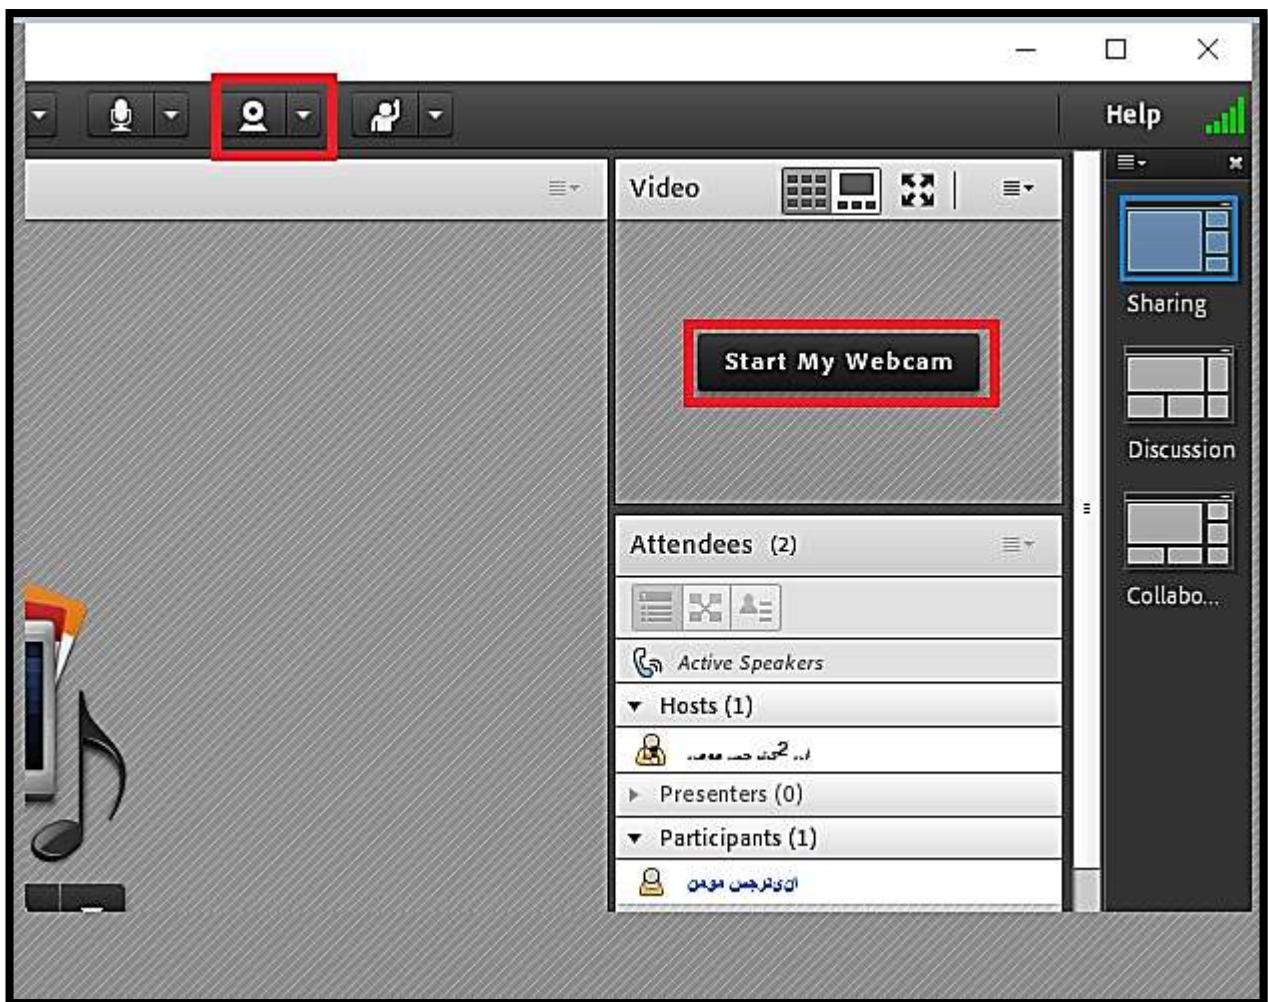 Help
Video
Start My Webcam
Sharing
Discussion
Collabo...
Attendees (2)
Active Speakers
Hosts (1)
Presenters (0)
Participants (1)